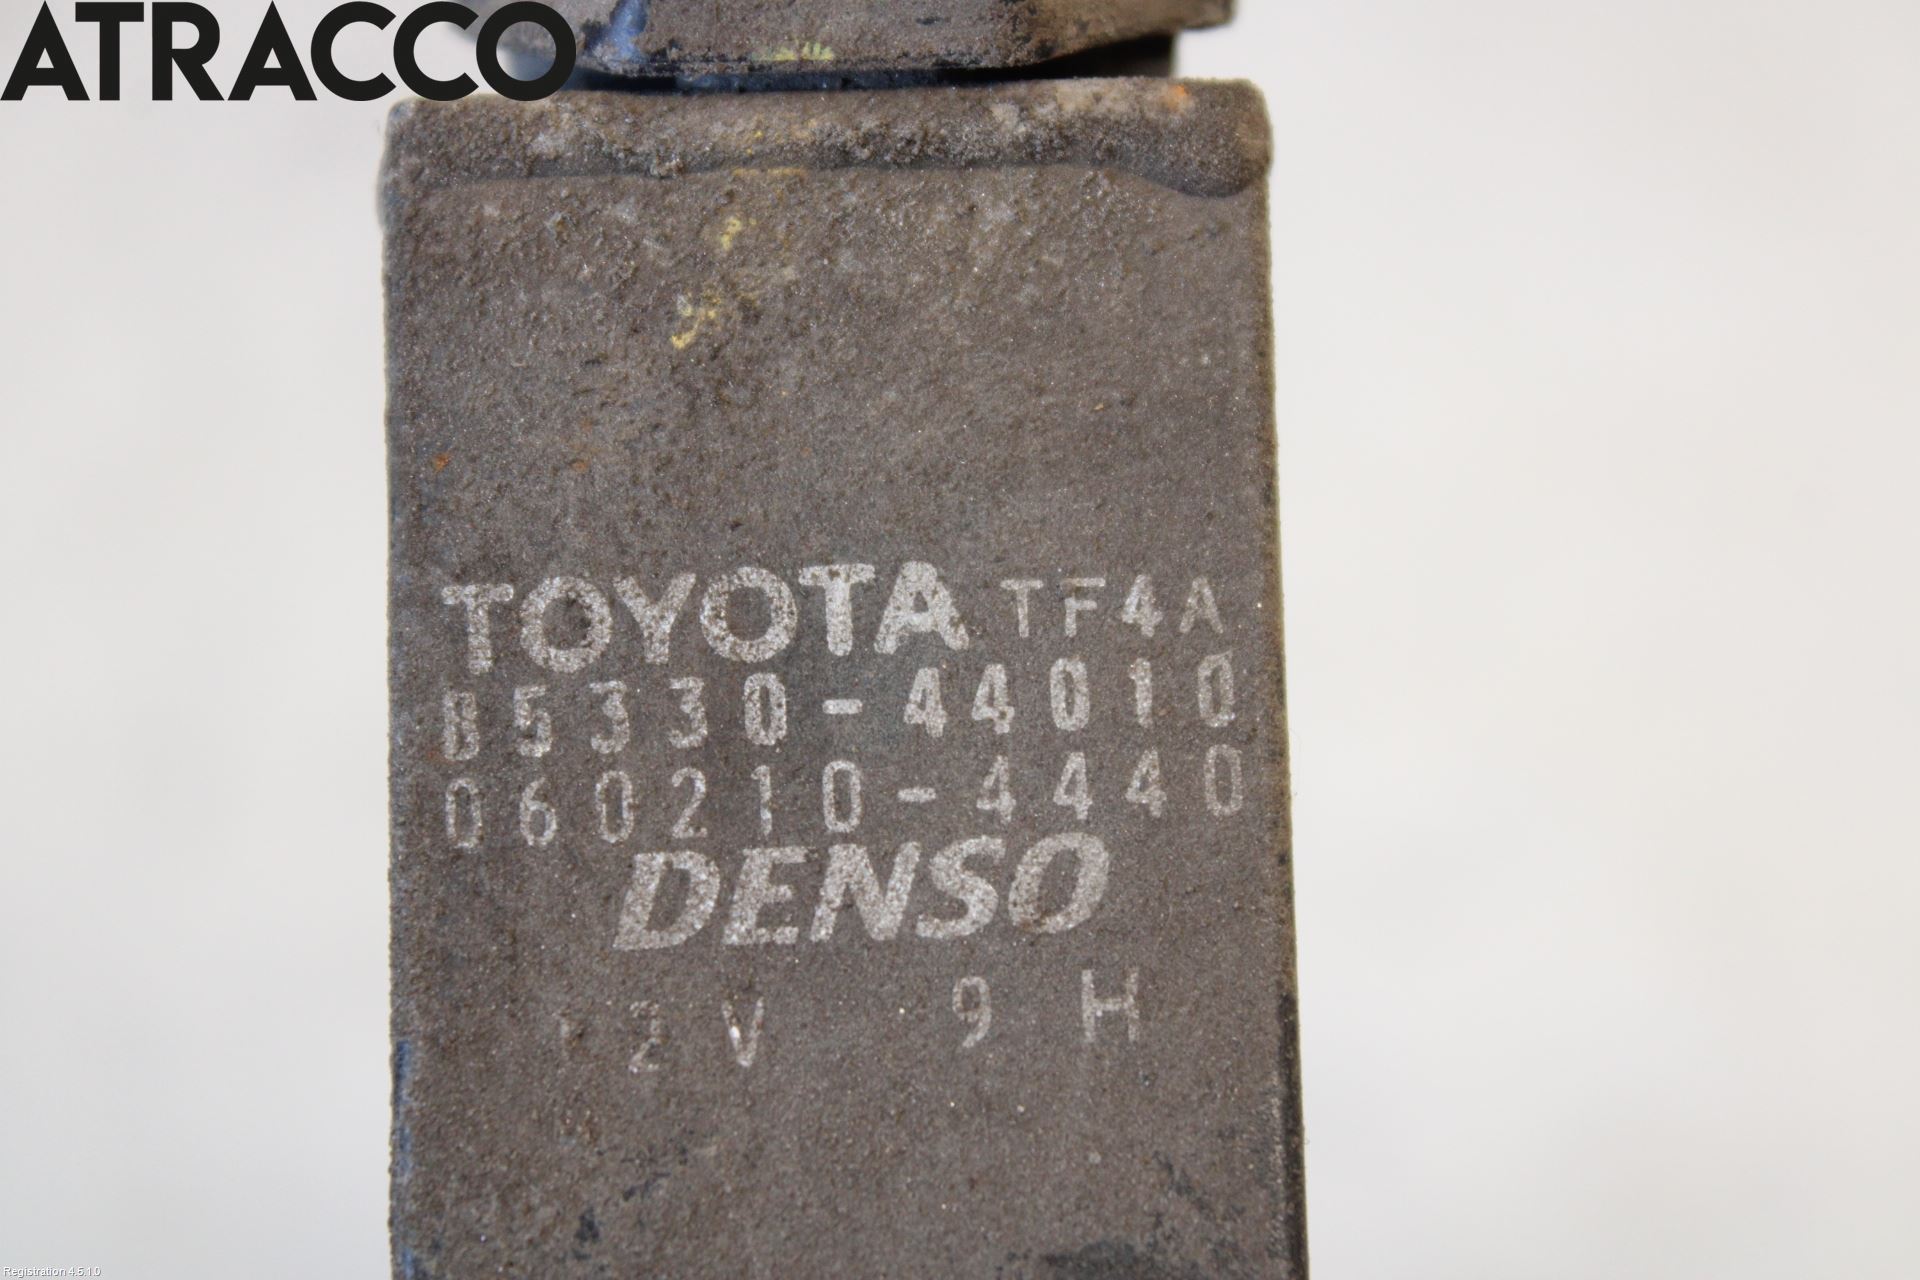 ATRACCO
TOYOTA TF4A
85330-44010
060210-4440
DENSO
12V 9H
Registration 4.5.1.0